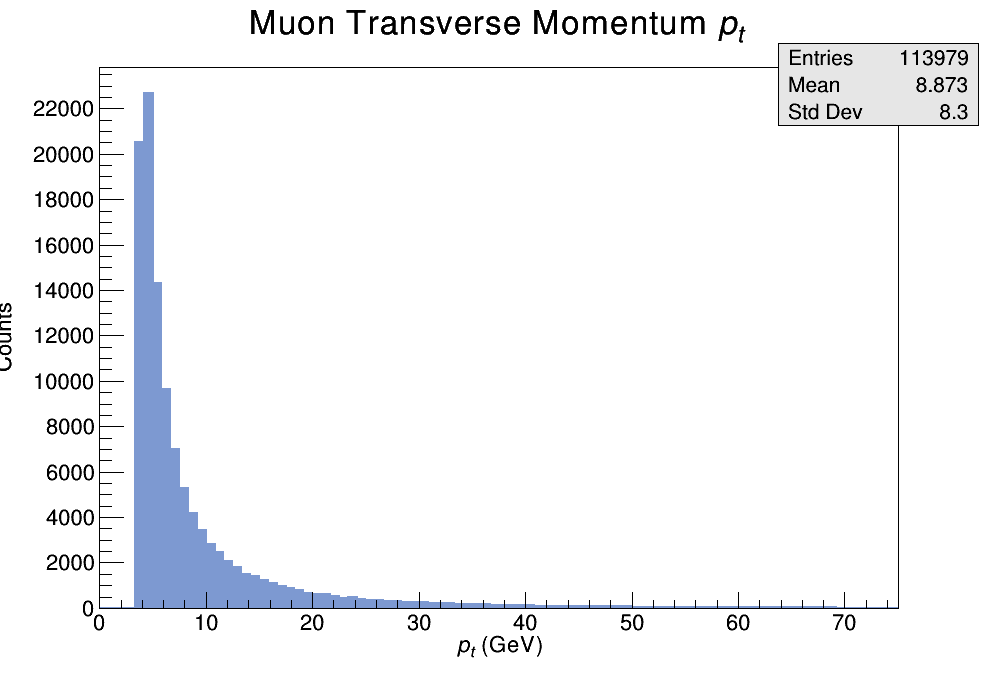 Muon Transverse Momentum pt
Entries 113979
Mean 8.873
Std Dev 8.3
22000
20000
18000
16000
14000
12000
10000
8000
6000
4000
2000
0
Counts
0 10 20 30 40 50 60 70
pt (GeV)